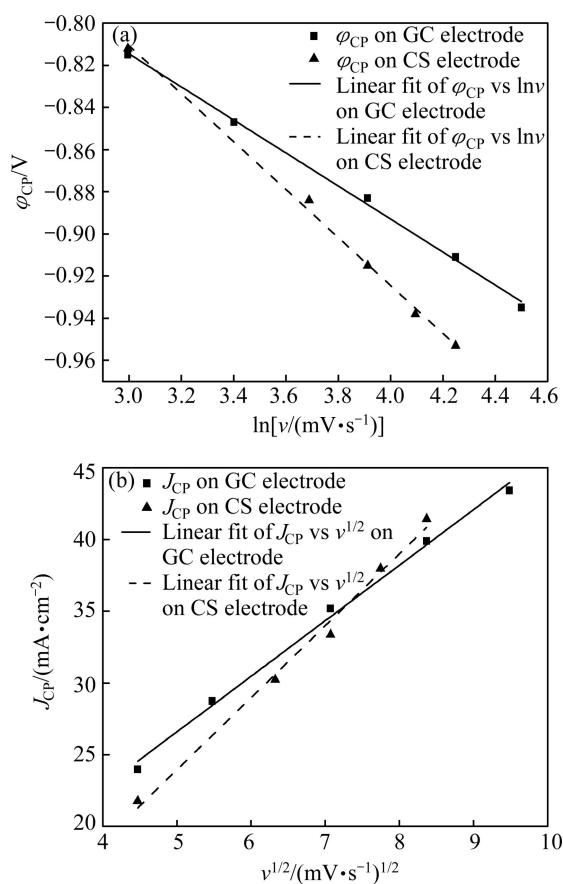 (a)
−0.80
−0.82
−0.84
−0.86
−0.88
−0.90
−0.92
−0.94
−0.96
φCP/V
φCP on GC electrode
φCP on CS electrode
Linear fit of φCP vs lnv
on GC electrode
Linear fit of φCP vs lnv
on CS electrode
3.0 3.2 3.4 3.6 3.8 4.0 4.2 4.4 4.6
ln[v/(mV•s−1)]
(b)
45
40
35
30
25
20
JCP/(mA•cm−2)
JCP on GC electrode
JCP on CS electrode
Linear fit of JCP vs v1/2 on
GC electrode
Linear fit of JCP vs v1/2
on CS electrode
4 5 6 7 8 9 10
v1/2/(mV•s−1)1/2